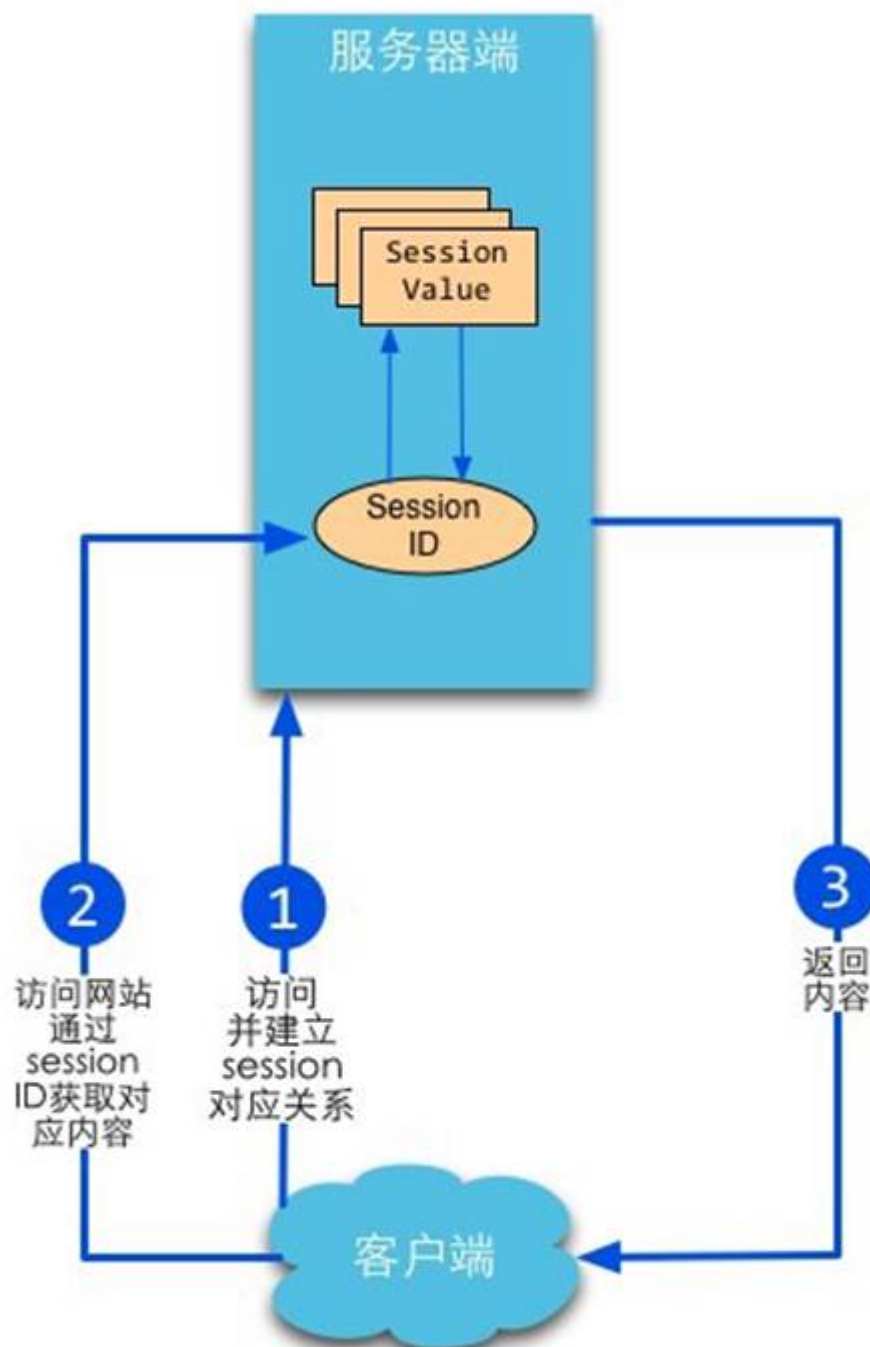 服务器端
Session
Value
Session
ID
2
访问网站
通过
session
ID获取对
应内容
1
访问
并建立
session
对应关系
3
返回
内容
客户端